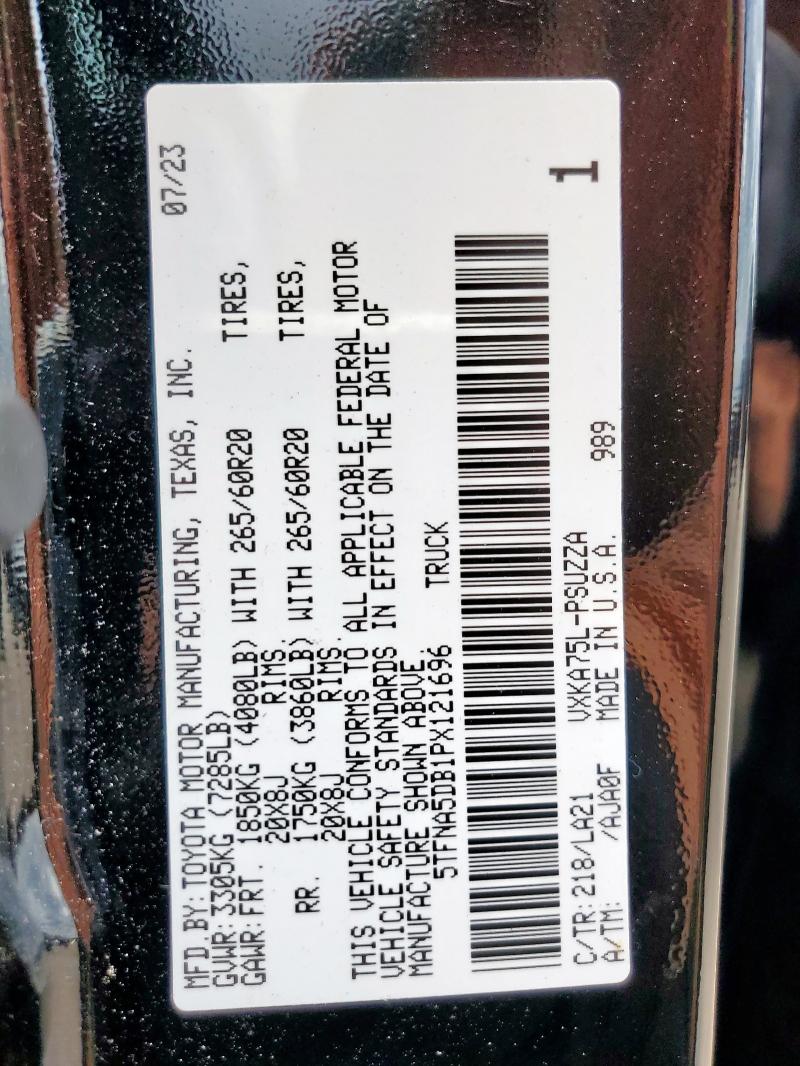 MFD.BY: TOYOTA MOTOR MANUFACTURING, TEXAS, INC. 07/23
GVWR: 3305KG (7285LB)
GAWR: FRT. 1850KG (4080LB) WITH 265/60R20 TIRES,
20X8J RIMS.
RR. 1750KG (3860LB) WITH 265/60R20 TIRES,
20X8J RIMS.
THIS VEHICLE CONFORMS TO ALL APPLICABLE FEDERAL MOTOR
VEHICLE SAFETY STANDARDS IN EFFECT ON THE DATE OF
MANUFACTURE SHOWN ABOVE.
5TFNA5DB1PX121696 TRUCK
1
C/TR: 218/LA21 VXKA75L-PSUZZA
A/TM: /AJA0F MADE IN U.S.A. 989